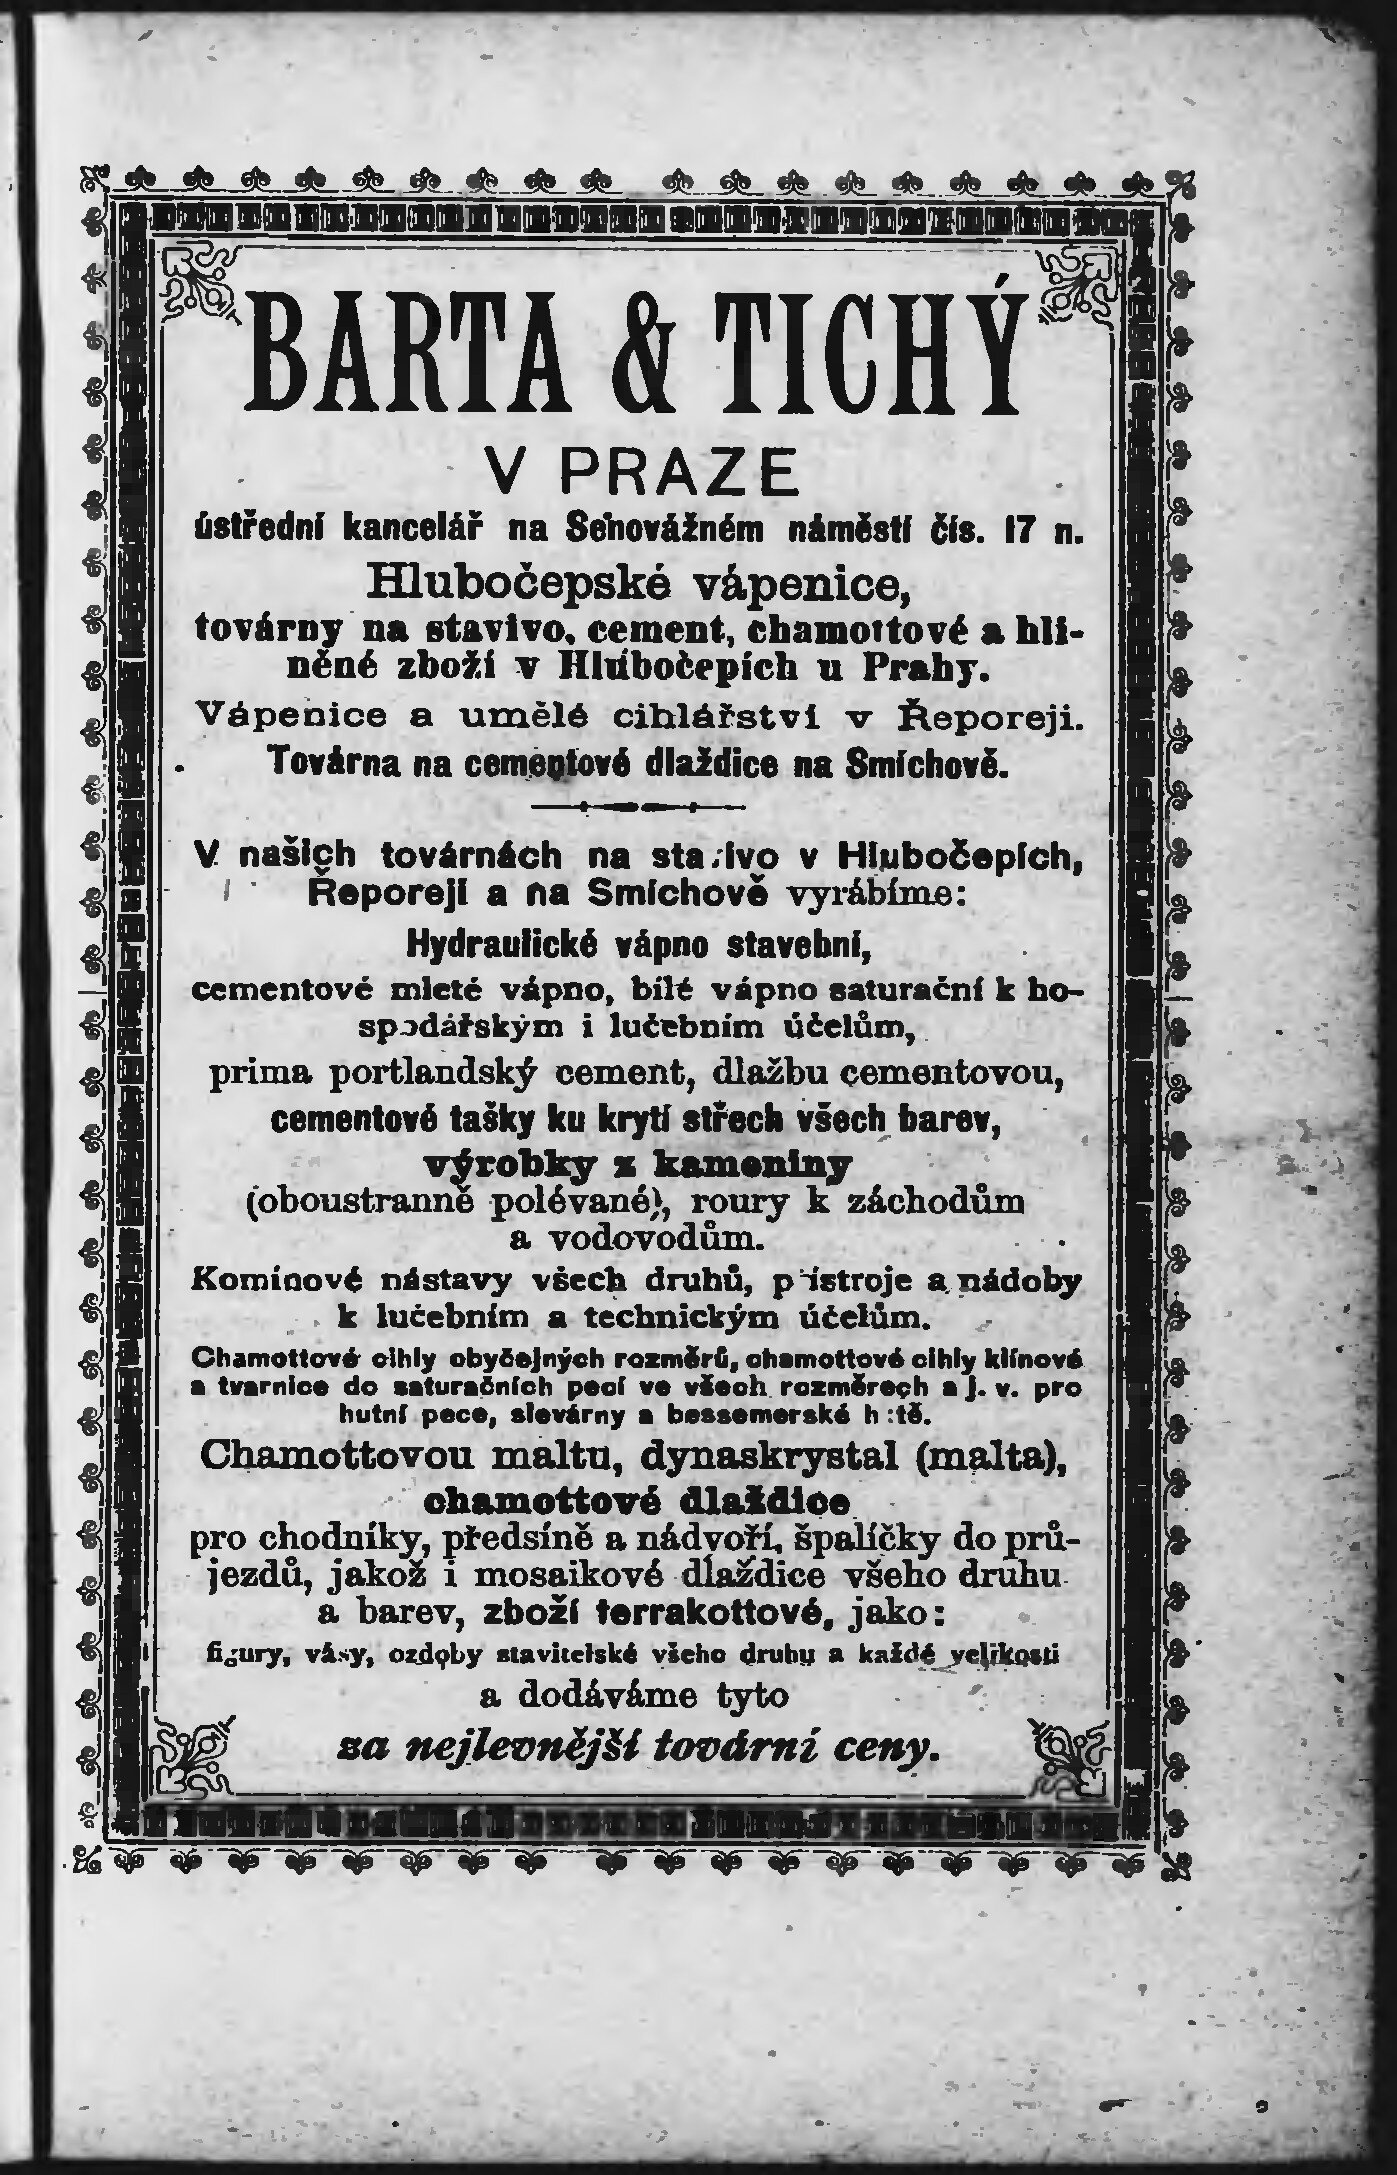 BARTA & TICHÝ
V PRAZE
ústřední kancelář na Senovážném náměstí čís. 17 n.
Hlubočepské vápenice,
továrny na stavivo, cement, chamottové a hli-
něné zboží v Hlubočepích u Prahy.
Vápenice a umělé cihlářství v Řeporeji.
Továrna na cementové dlaždice na Smíchově.
V našich továrnách na stavivo v Hlubočepích,
Řeporeji a na Smíchově vyrábíme:
Hydraulické vápno stavební,
cementové mleté vápno, bílé vápno saturační k ho-
spodářským i lučebním účelům,
prima portlandský cement, dlažbu cementovou,
cementové tašky ku krytí střech všech barev,
výrobky z kameniny
(oboustranně polévané), roury k záchodům
a vodovodům.
Komínové nástavy všech druhů, přístroje a nádoby
k lučebním a technickým účelům.
Chamottové cihly obyčejných rozměrů, chamottové cihly klínové
a tvarnice do saturačních pecí ve všech rozměrech a j. v. pro
hutní pece, slevárny a bessemerské hutě.
Chamottovou maltu, dynaskrystal (malta),
chamottové dlaždice
pro chodníky, předsíně a nádvoří, špalíčky do prů-
jezdů, jakož i mosaikové dlaždice všeho druhu
a barev, zboží terrakottové, jako:
figury, vásy, ozdoby stavitelské všeho druhu a každé velikosti
a dodáváme tyto
za nejlevnější tovární ceny.